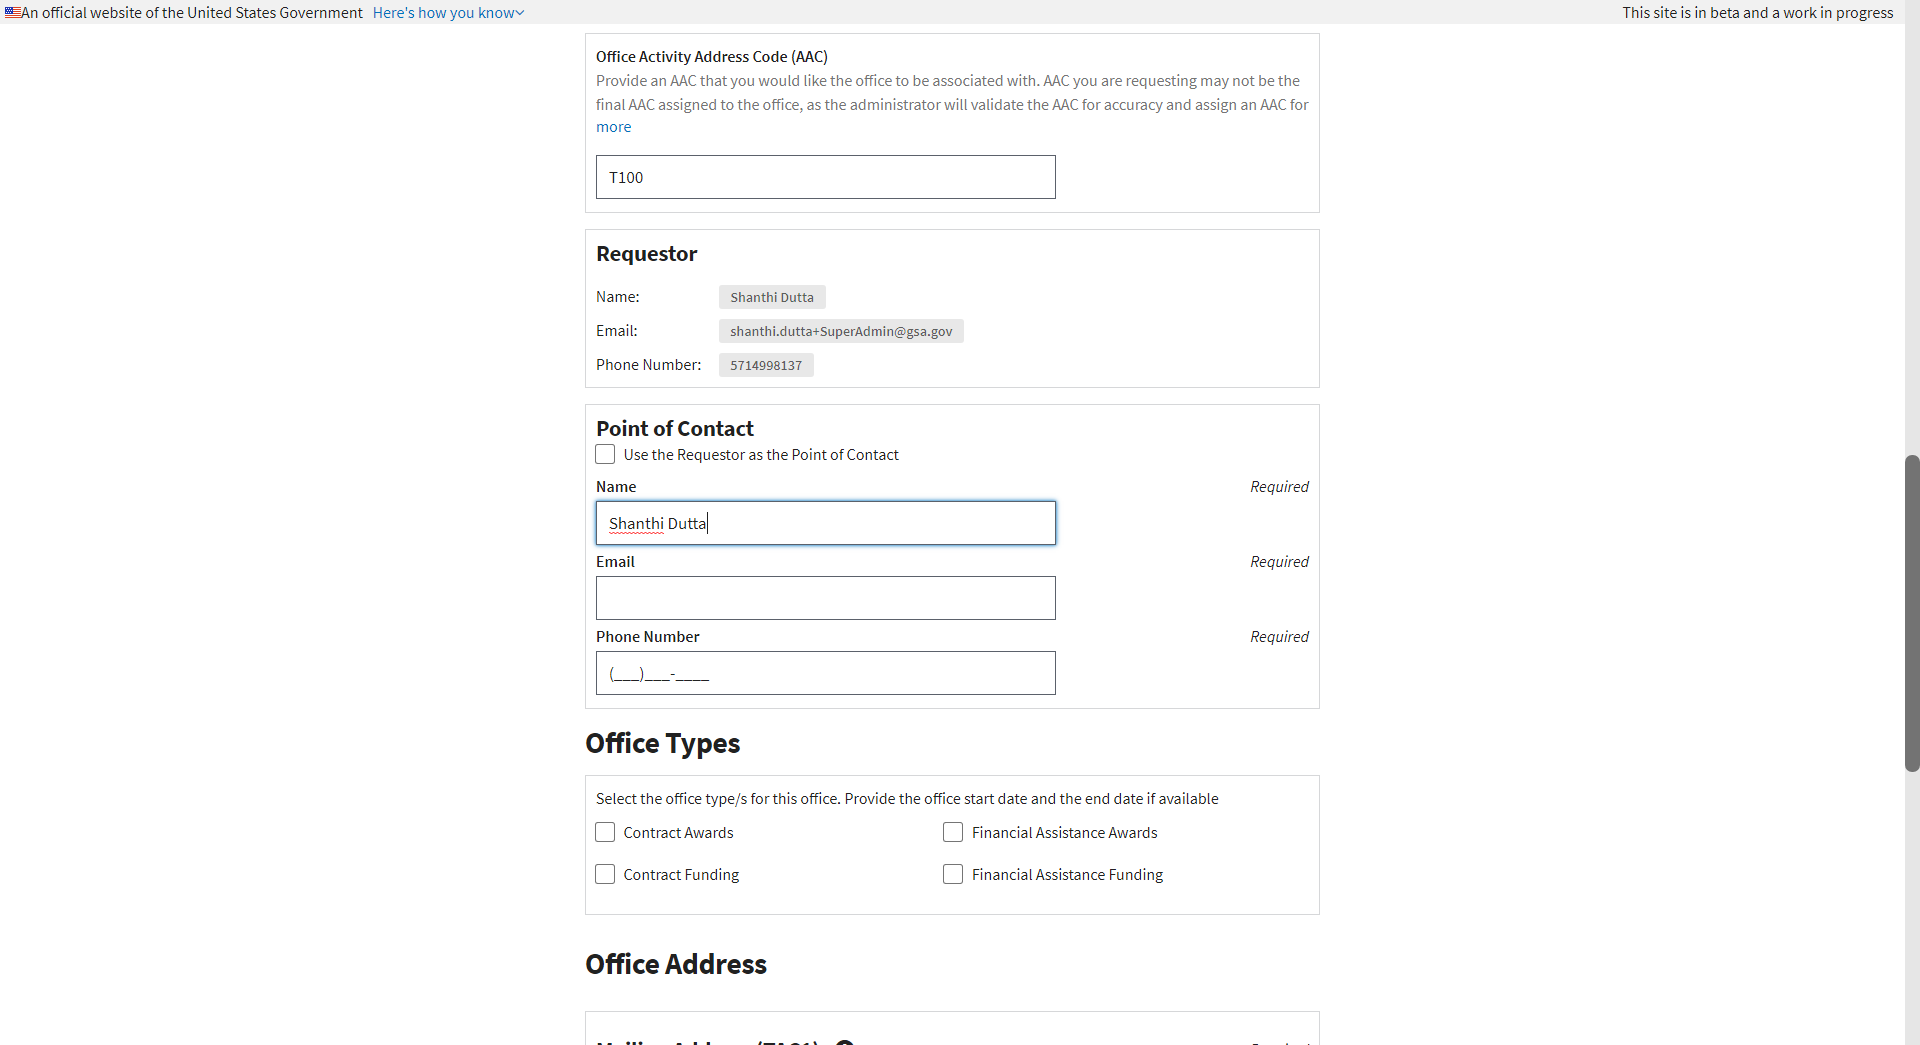 An official website of the United States Government Here's how you know
This site is in beta and a work in progress
Office Activity Address Code (AAC)
Provide an AAC that you would like the office to be associated with. AAC you are requesting may not be the
final AAC assigned to the office, as the administrator will validate the AAC for accuracy and assign an AAC for
more
T100
Requestor
Name: Shanthi Dutta
Email: shanthi.dutta+SuperAdmin@gsa.gov
Phone Number: 5714998137
Point of Contact
Use the Requestor as the Point of Contact
Name Required
Shanthi Dutta
Email Required
Phone Number Required
(___)___-____
Office Types
Select the office type/s for this office. Provide the office start date and the end date if available
Contract Awards Financial Assistance Awards
Contract Funding Financial Assistance Funding
Office Address